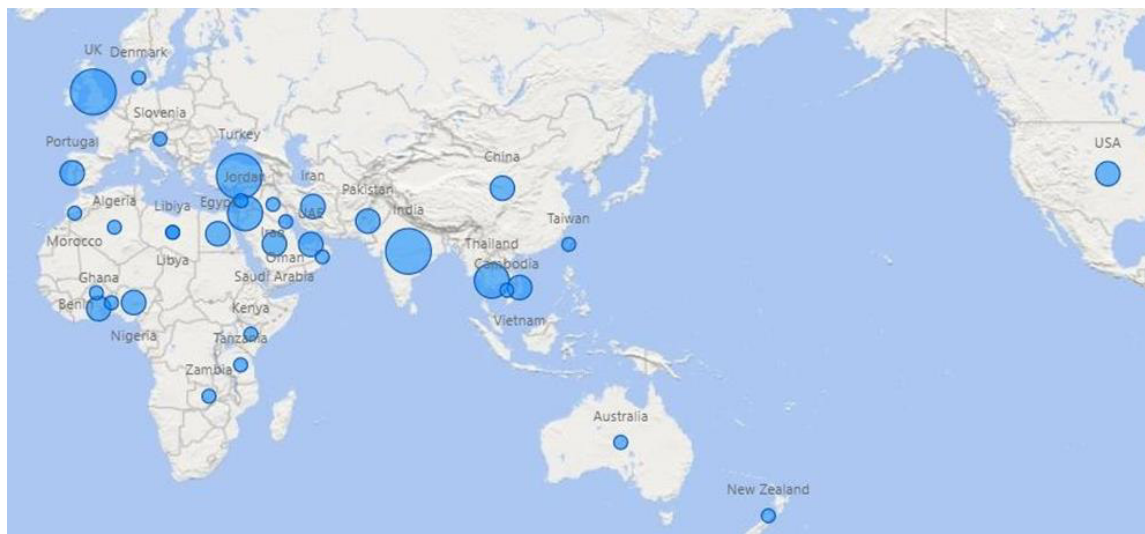 UK
Denmark
Slovenia
Portugal
Turkey
China
USA
Jordan
Iran
Pakistan
Algeria
Libiya
Egypt
UAE
India
Taiwan
Morocco
Iraq
Thailand
Libya
Oman
Cambodia
Ghana
Saudi Arabia
Benin
Kenya
Vietnam
Nigeria
Tanzania
Zambia
Australia
New Zealand